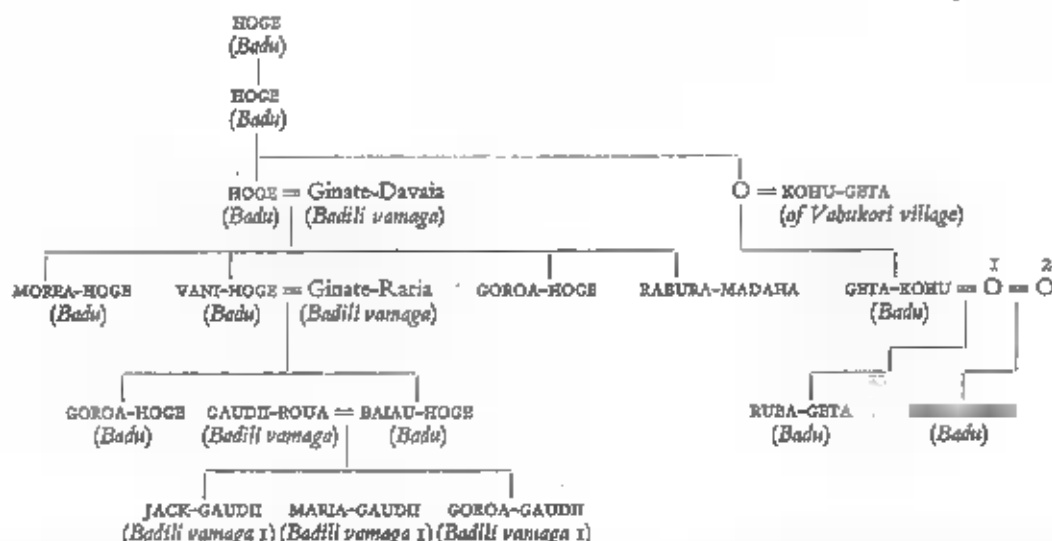 HOGE
(Badu)
HOGE
(Badu)
HOGE = Ginate-Davaia
(Badu) (Badili vamaga)
O = KOHU-GETA
(of Vabukori village)
1 2
MOREA-HOGE VANI-HOGE = Ginate-Raria GOROA-HOGE RABURA-MADAHA GETA-KOHU = O = O
(Badu) (Badu) (Badili vamaga) (Badu)
GOROA-HOGE GAUDII-ROUA = BAIAU-HOGE RUBA-GETA
(Badu) (Badili vamaga) (Badu) (Badu) (Badu)
JACK-GAUDII MARIA-GAUDII GOROA-GAUDII
(Badili vamaga 1) (Badili vamaga 1) (Badili vamaga 1)